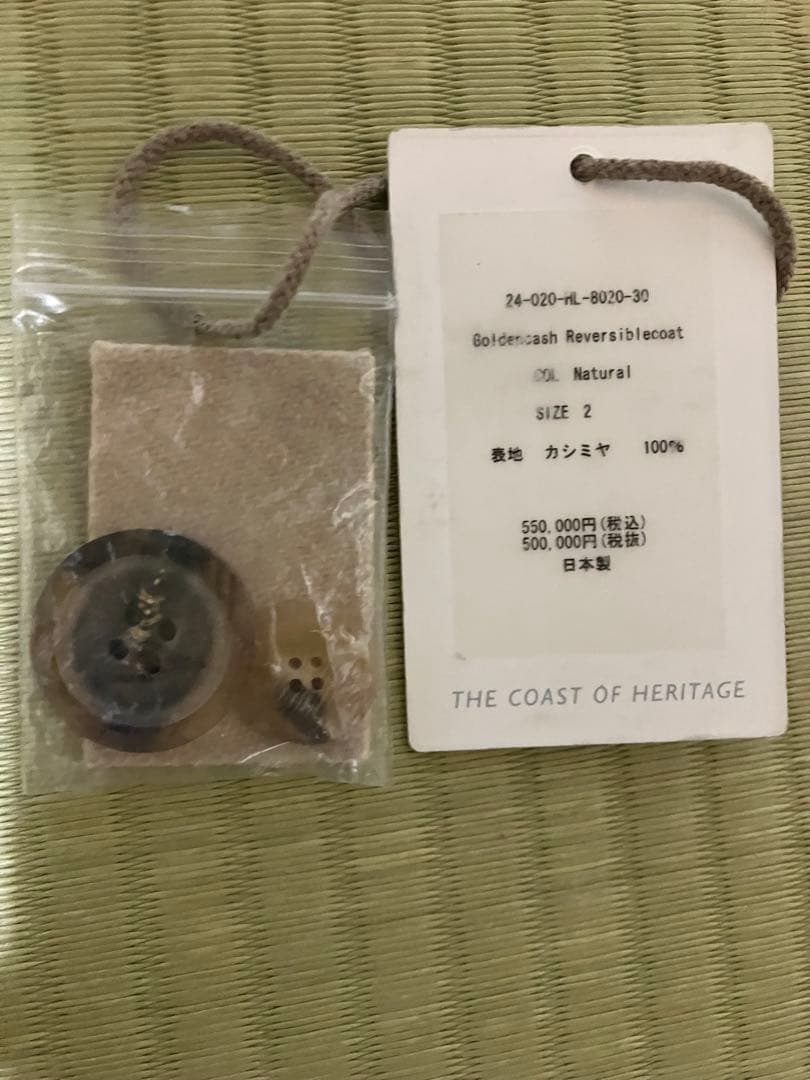 24-020-HL-8020-30
Goldencash Reversiblecoat
COL Natural
SIZE 2
表地 カシミヤ 100%
550,000円(税込)
500,000円(税抜)
日本製
THE COAST OF HERITAGE